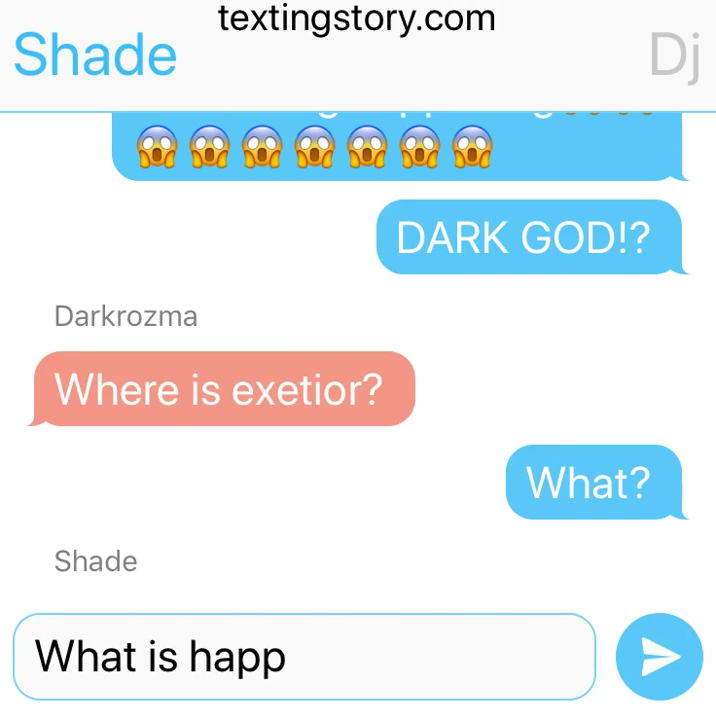 textingstory.com
Shade
Dj
DARK GOD!?
Darkrozma
Where is exetior?
What?
Shade
What is happ